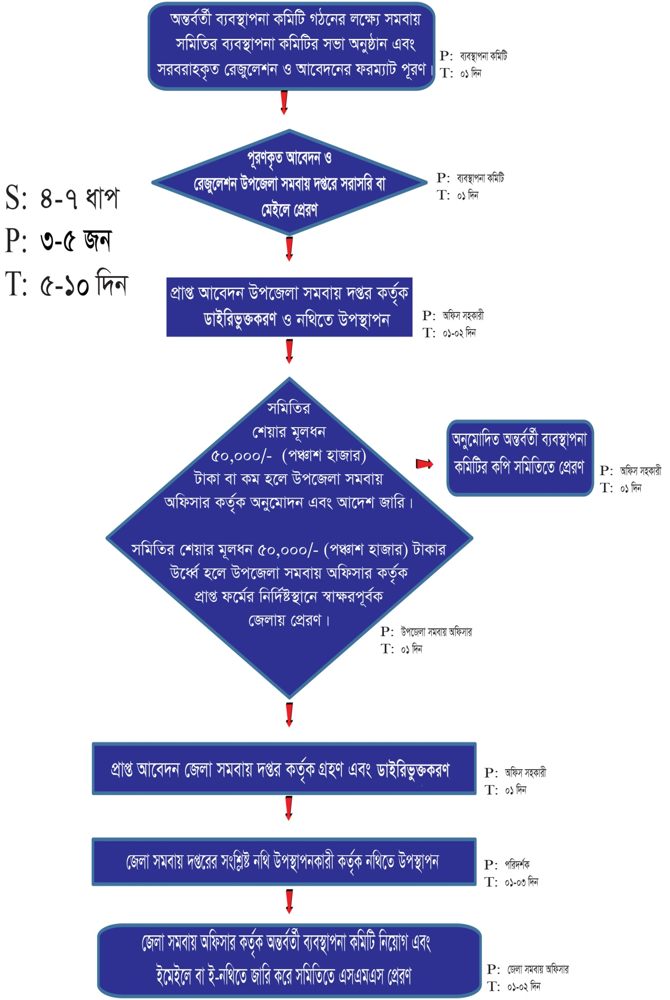 অন্তর্বর্তী ব্যবস্থাপনা কমিটি গঠনের লক্ষ্যে সমবায়
সমিতির ব্যবস্থাপনা কমিটির সভা অনুষ্ঠান এবং
সরবরাহকৃত রেজুলেশন ও আবেদনের ফরম্যাট পূরণ।
P: ব্যবস্থাপনা কমিটি
T: ০১ দিন
পূরণকৃত আবেদন ও
রেজুলেশন উপজেলা সমবায় দপ্তরে সরাসরি বা
মেইলে প্রেরণ
P: ব্যবস্থাপনা কমিটি
T: ০১ দিন
S: ৪-৭ ধাপ
P: ৩-৫ জন
T: ৫-১০ দিন
প্রাপ্ত আবেদন উপজেলা সমবায় দপ্তর কর্তৃক
ডাইরিভুক্তকরণ ও নথিতে উপস্থাপন
P: অফিস সহকারী
T: ০১-০২ দিন
সমিতির
শেয়ার মূলধন
৫০,০০০/- (পঞ্চাশ হাজার)
টাকা বা কম হলে উপজেলা সমবায়
অফিসার কর্তৃক অনুমোদন এবং আদেশ জারি।
অনুমোদিত অন্তর্বর্তী ব্যবস্থাপনা
কমিটির কপি সমিতিতে প্রেরণ
P: অফিস সহকারী
T: ০১ দিন
সমিতির শেয়ার মূলধন ৫০,০০০/- (পঞ্চাশ হাজার) টাকার
উর্ধ্বে হলে উপজেলা সমবায় অফিসার কর্তৃক
প্রাপ্ত ফর্মের নির্দিষ্টস্থানে স্বাক্ষরপূর্বক
জেলায় প্রেরণ।
P: উপজেলা সমবায় অফিসার
T: ০১ দিন
প্রাপ্ত আবেদন জেলা সমবায় দপ্তর কর্তৃক গ্রহণ এবং ডাইরিভুক্তকরণ
P: অফিস সহকারী
T: ০১ দিন
জেলা সমবায় দপ্তরের সংশ্লিষ্ট নথি উপস্থাপনকারী কর্তৃক নথিতে উপস্থাপন
P: পরিদর্শক
T: ০১-০৩ দিন
জেলা সমবায় অফিসার কর্তৃক অন্তর্বর্তী ব্যবস্থাপনা কমিটি নিয়োগ এবং
ইমেইলে বা ই-নথিতে জারি করে সমিতিতে এসএমএস প্রেরণ
P: জেলা সমবায় অফিসার
T: ০১-০২ দিন